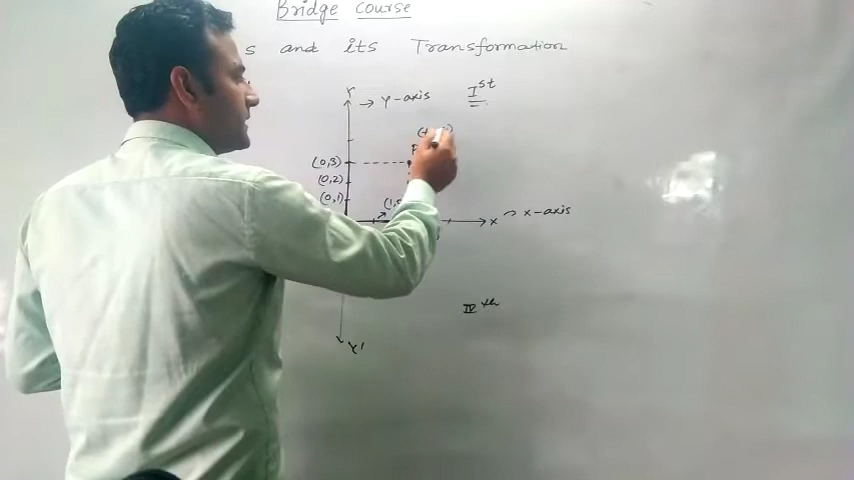 Bridge Course
s and its Transformation
Y → Y-axis Ist
(0,3)
(0,2)
(0,1)
X → X-axis
IVth
Y'